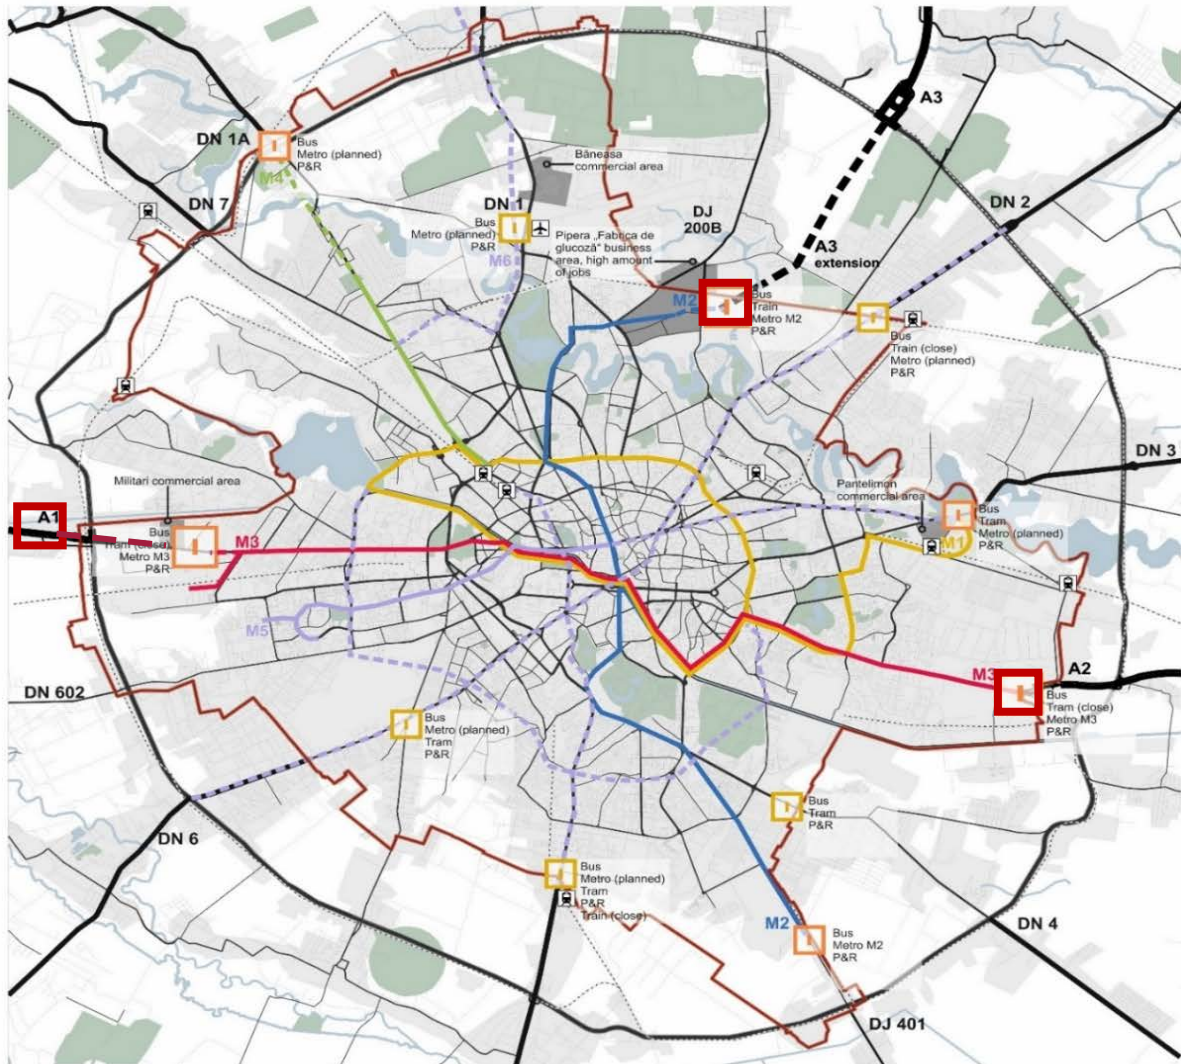 A3
DN 1A
Bus
Metro (planned)
P&R
M4
Băneasa
commercial area
DN 7
DN 1
Bus
Metro (planned)
P&R
M6
DJ
200B
DN 2
Pipera „Fabrica de
glucoză" business
area, high amount
of jobs
A3
extension
M2
Bus
Train
Metro M2
P&R
Bus
Train (close)
Metro (planned)
P&R
DN 3
Militari commercial area
Pantelimon
commercial area
A1
Bus
Tram (close)
Metro M3
P&R
M3
Bus
Tram
Metro (planned)
P&R
M1
M5
DN 602
M3
A2
Bus
Tram (close)
Metro M3
P&R
Bus
Metro (planned)
Tram
P&R
Bus
Tram
P&R
DN 6
Bus
Metro (planned)
Tram
P&R
Train (close)
M2
Bus
Metro M2
P&R
DN 4
DJ 401